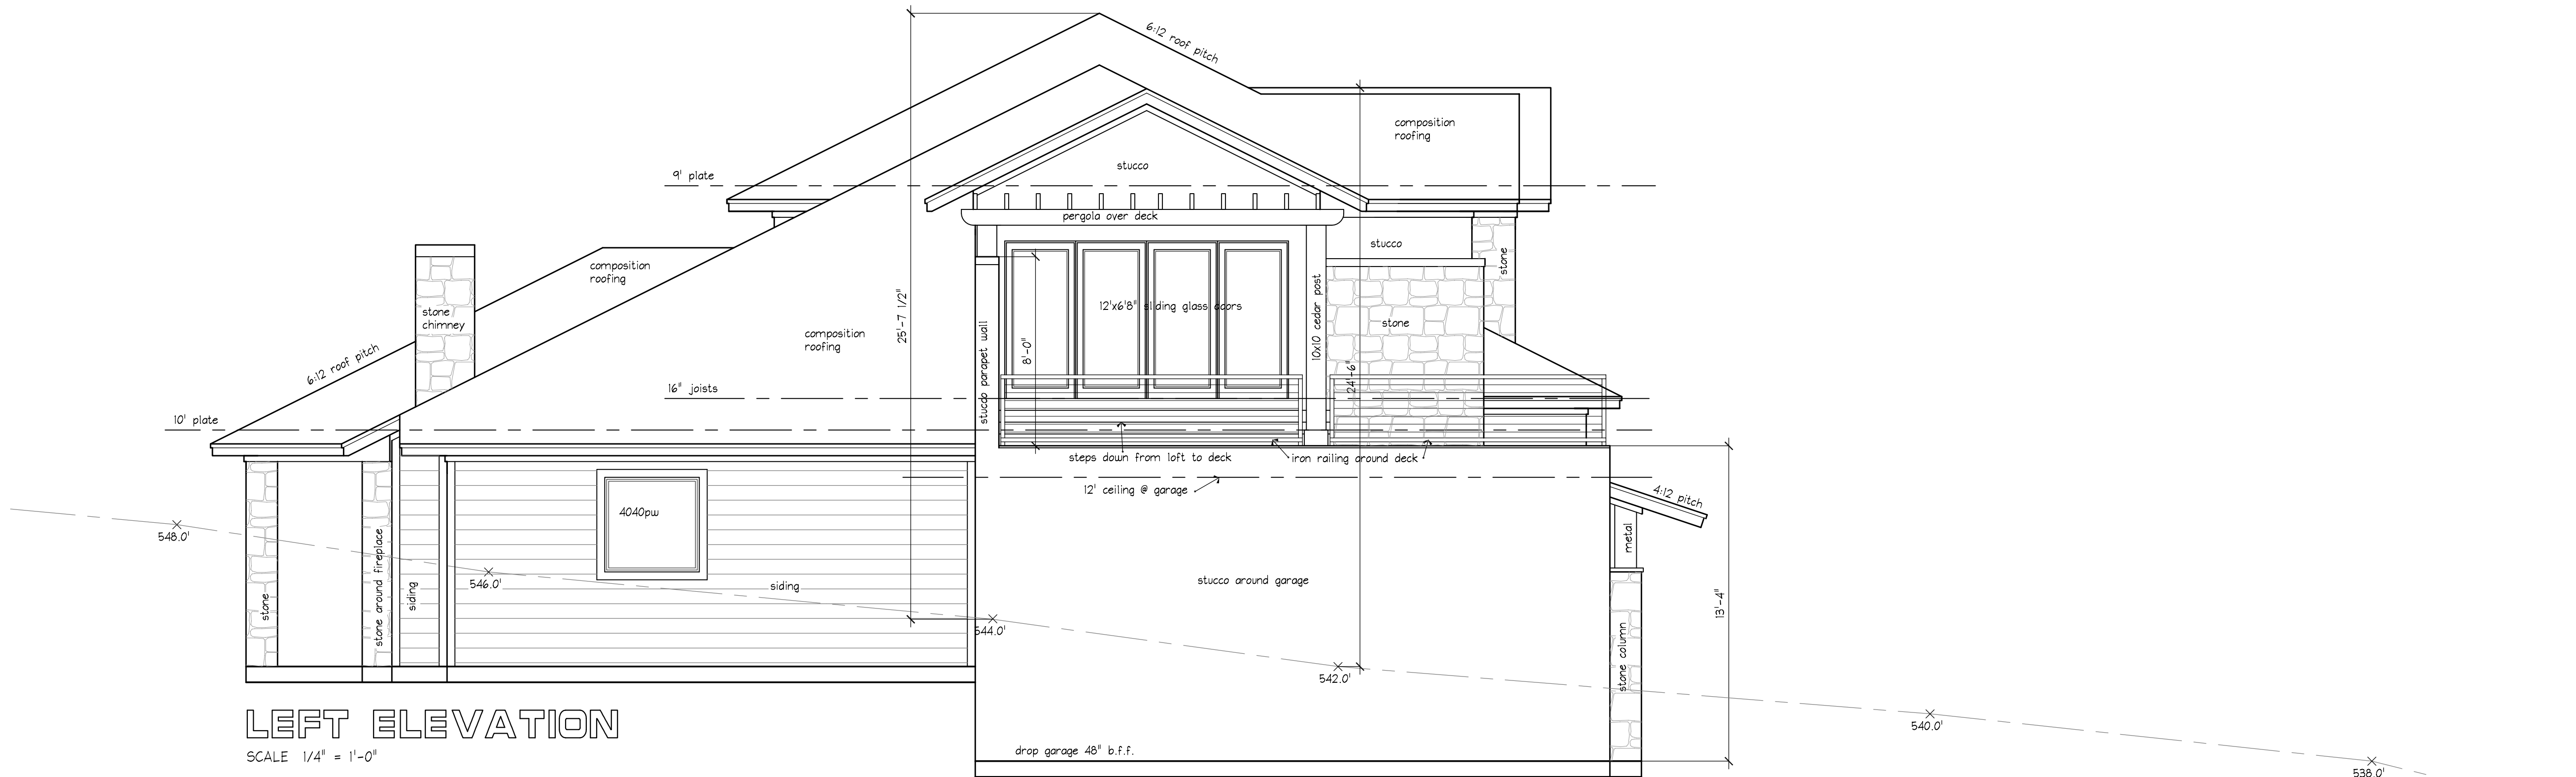 6:12 roof pitch
composition
roofing
stucco
9' plate
pergola over deck
stucco
stone
composition
roofing
stone
chimney
12'x6'8" sliding glass doors
10x10 cedar post
stone
25'-7 1/2"
composition
roofing
stucco parapet wall
8'-0"
24'-6"
6:12 roof pitch
16" joists
10' plate
steps down from loft to deck
iron railing around deck
12' ceiling @ garage
4:12 pitch
4040pw
548.0'
metal
stone around fireplace
546.0'
siding
siding
stucco around garage
stone
13'-4"
544.0'
stone column
542.0'
LEFT ELEVATION
540.0'
SCALE 1/4" = 1'-0"
drop garage 48" b.f.f.
538.0'